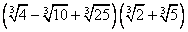 (∛4 − ∛10 + ∛25)(∛2 + ∛5)